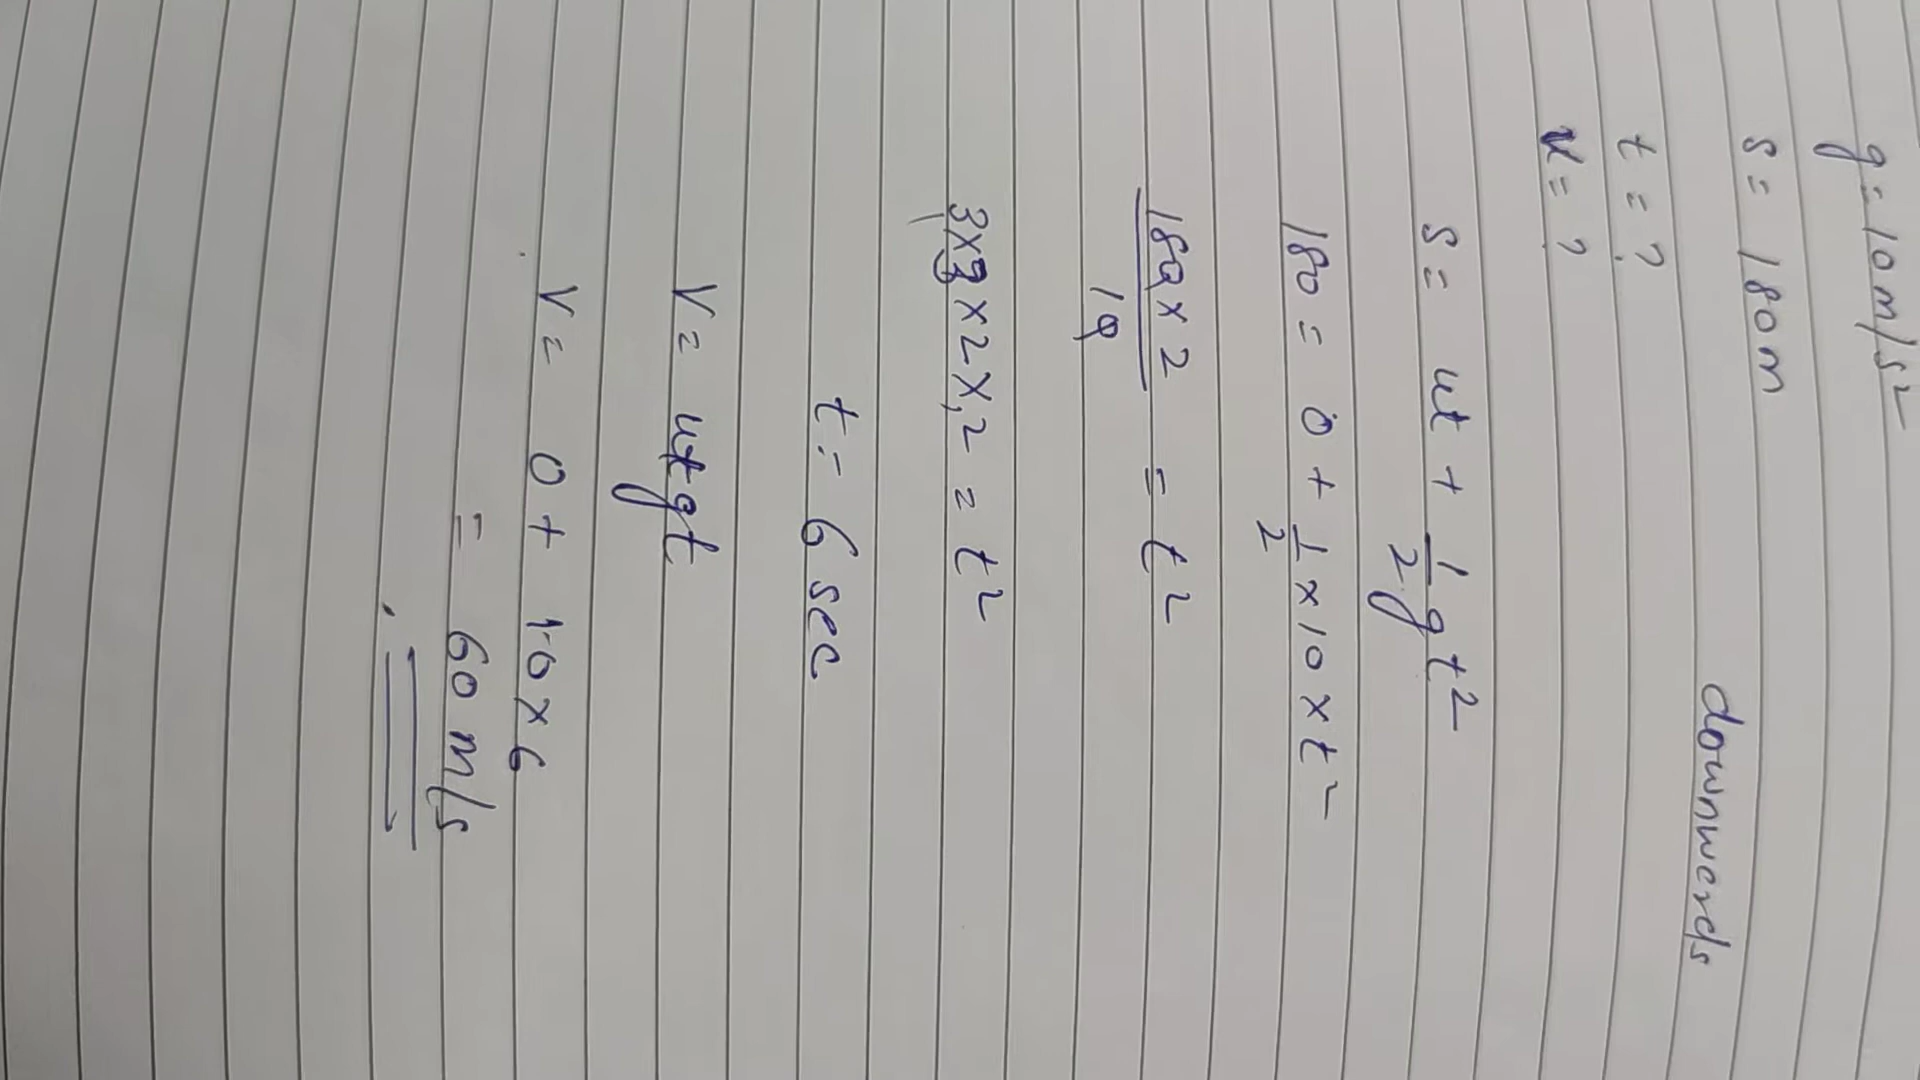 g = 10 m/s²
s = 180 m
downwards
t = ?
v = ?
s = ut + 1/2 gt²
180 = 0 + 1/2 × 10 × t²
180 × 2 / 10 = t²
3 × 3 × 2 × 2 = t²
t = 6 sec
V = u + gt
V = 0 + 10 × 6
= 60 m/s